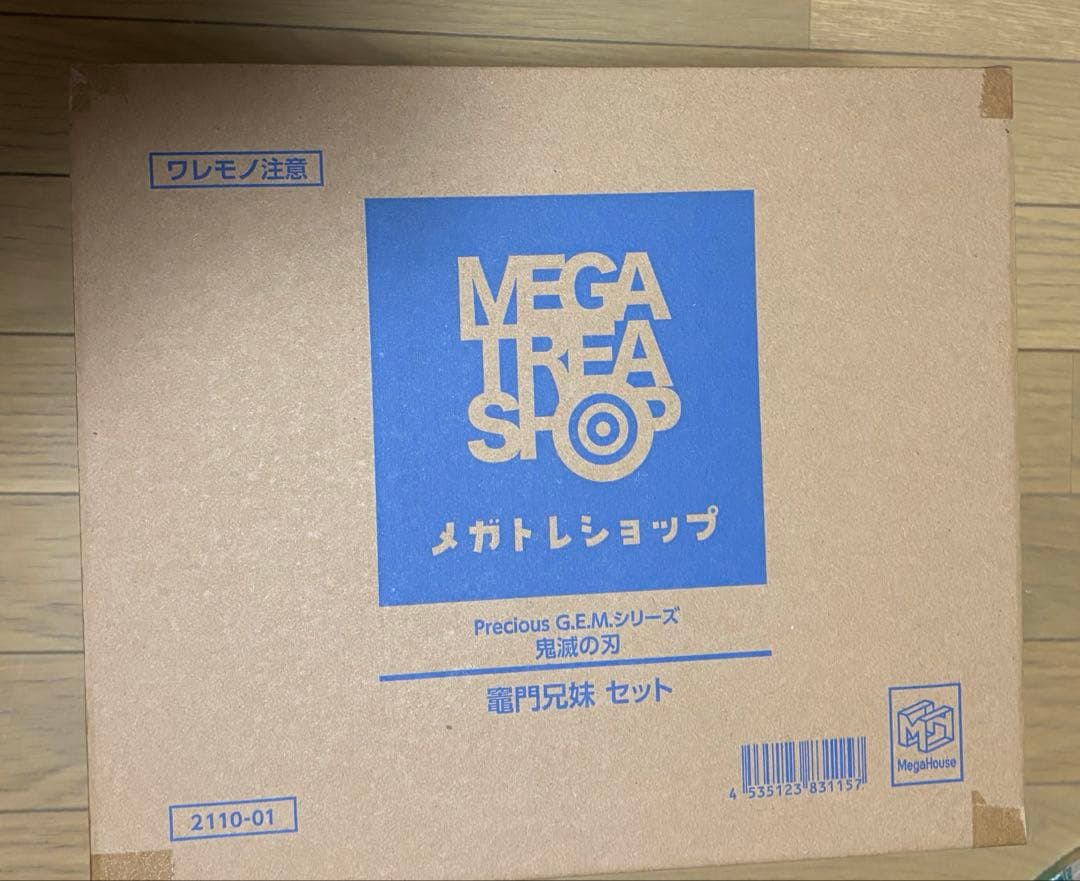 ワレモノ注意
MEGA
TREA
SHOP
メガトレショップ
Precious G.E.M.シリーズ
鬼滅の刃
竈門兄妹 セット
MegaHouse
4 535123 831157
2110-01